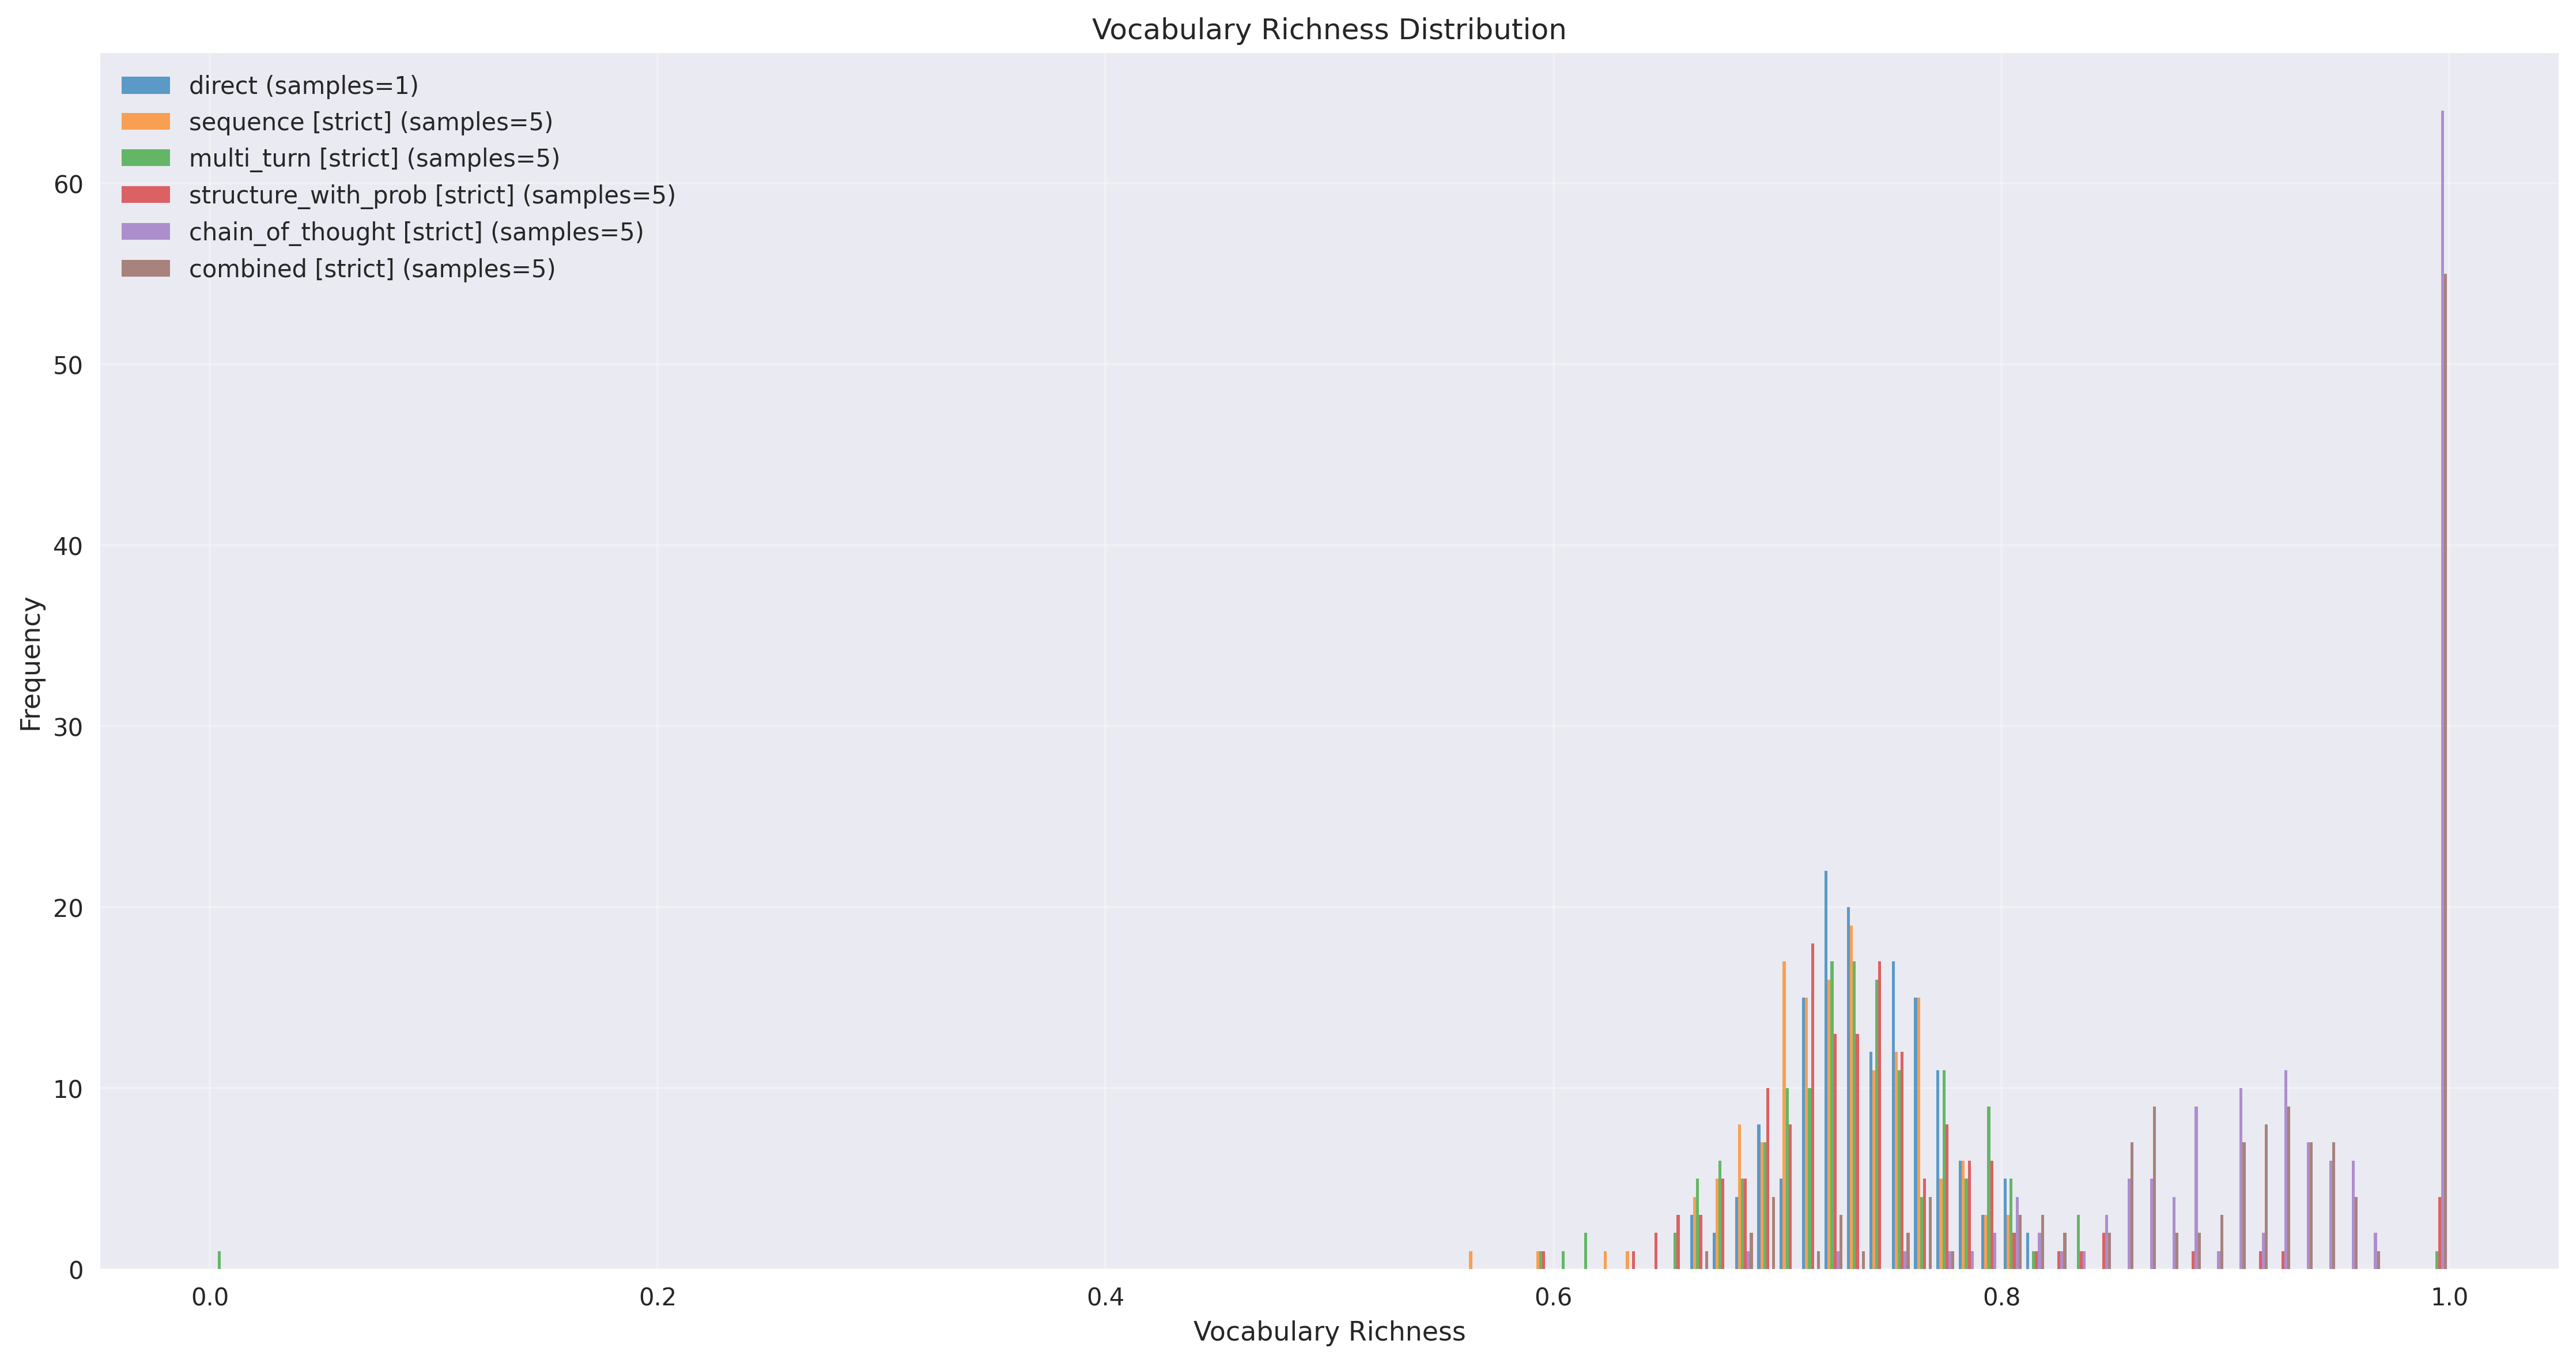 Vocabulary Richness Distribution
direct (samples=1)
sequence [strict] (samples=5)
multi_turn [strict] (samples=5)
structure_with_prob [strict] (samples=5)
chain_of_thought [strict] (samples=5)
combined [strict] (samples=5)
Frequency
60
50
40
30
20
10
0
0.0 0.2 0.4 0.6 0.8 1.0
Vocabulary Richness